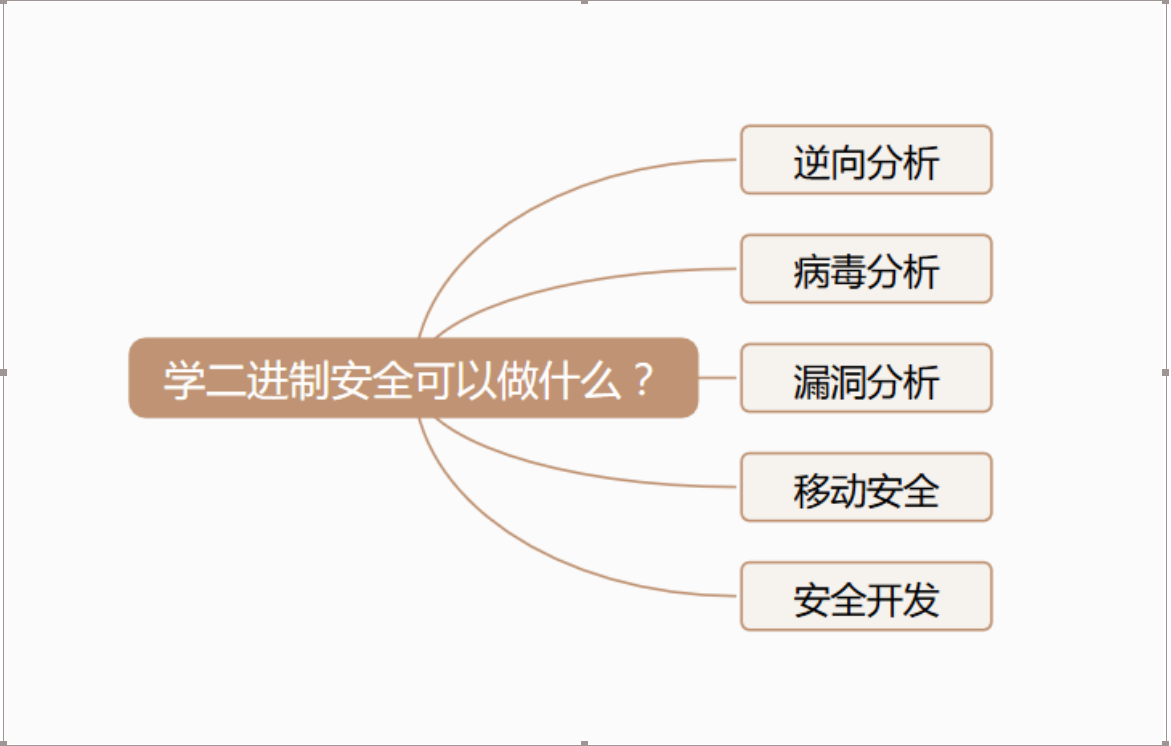 学二进制安全可以做什么？
逆向分析
病毒分析
漏洞分析
移动安全
安全开发